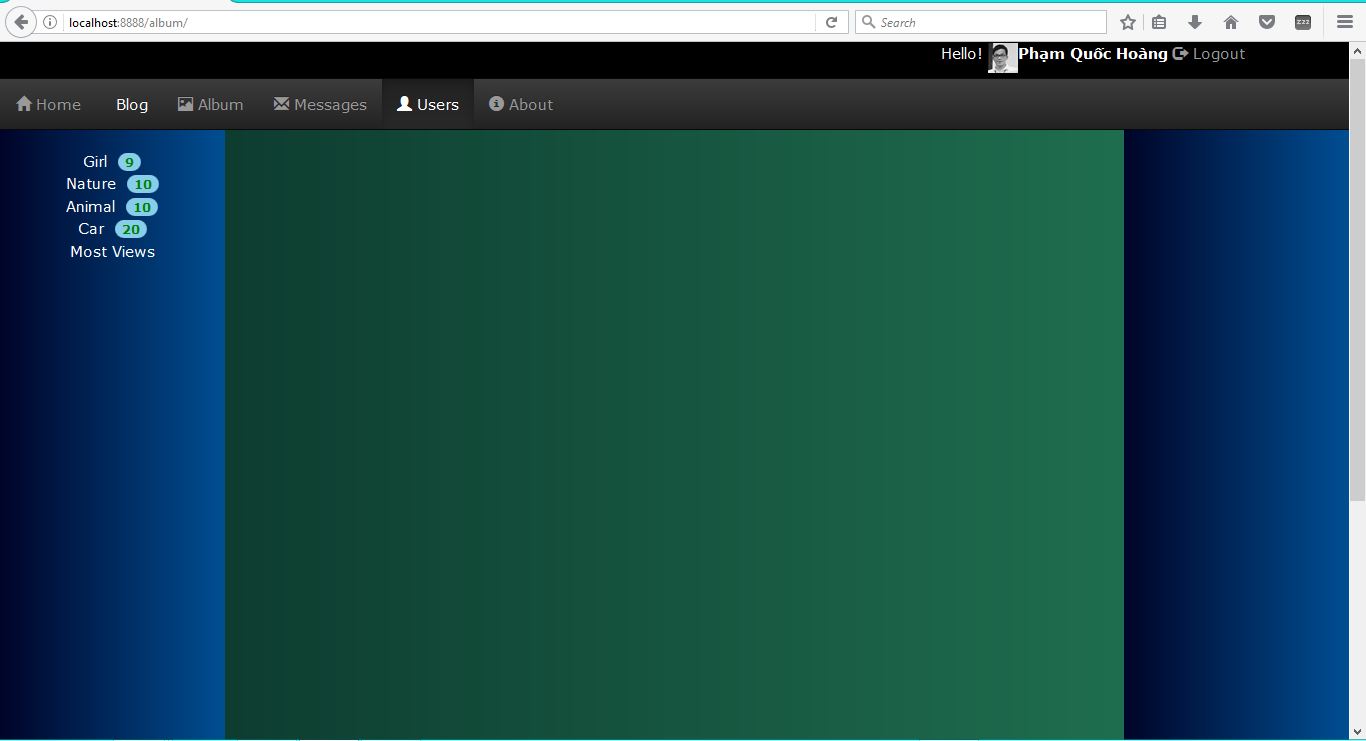 localhost:8888/album/
Search
zzz
Hello! Phạm Quốc Hoàng Logout
Home Blog Album Messages Users About
Girl 9
Nature 10
Animal 10
Car 20
Most Views